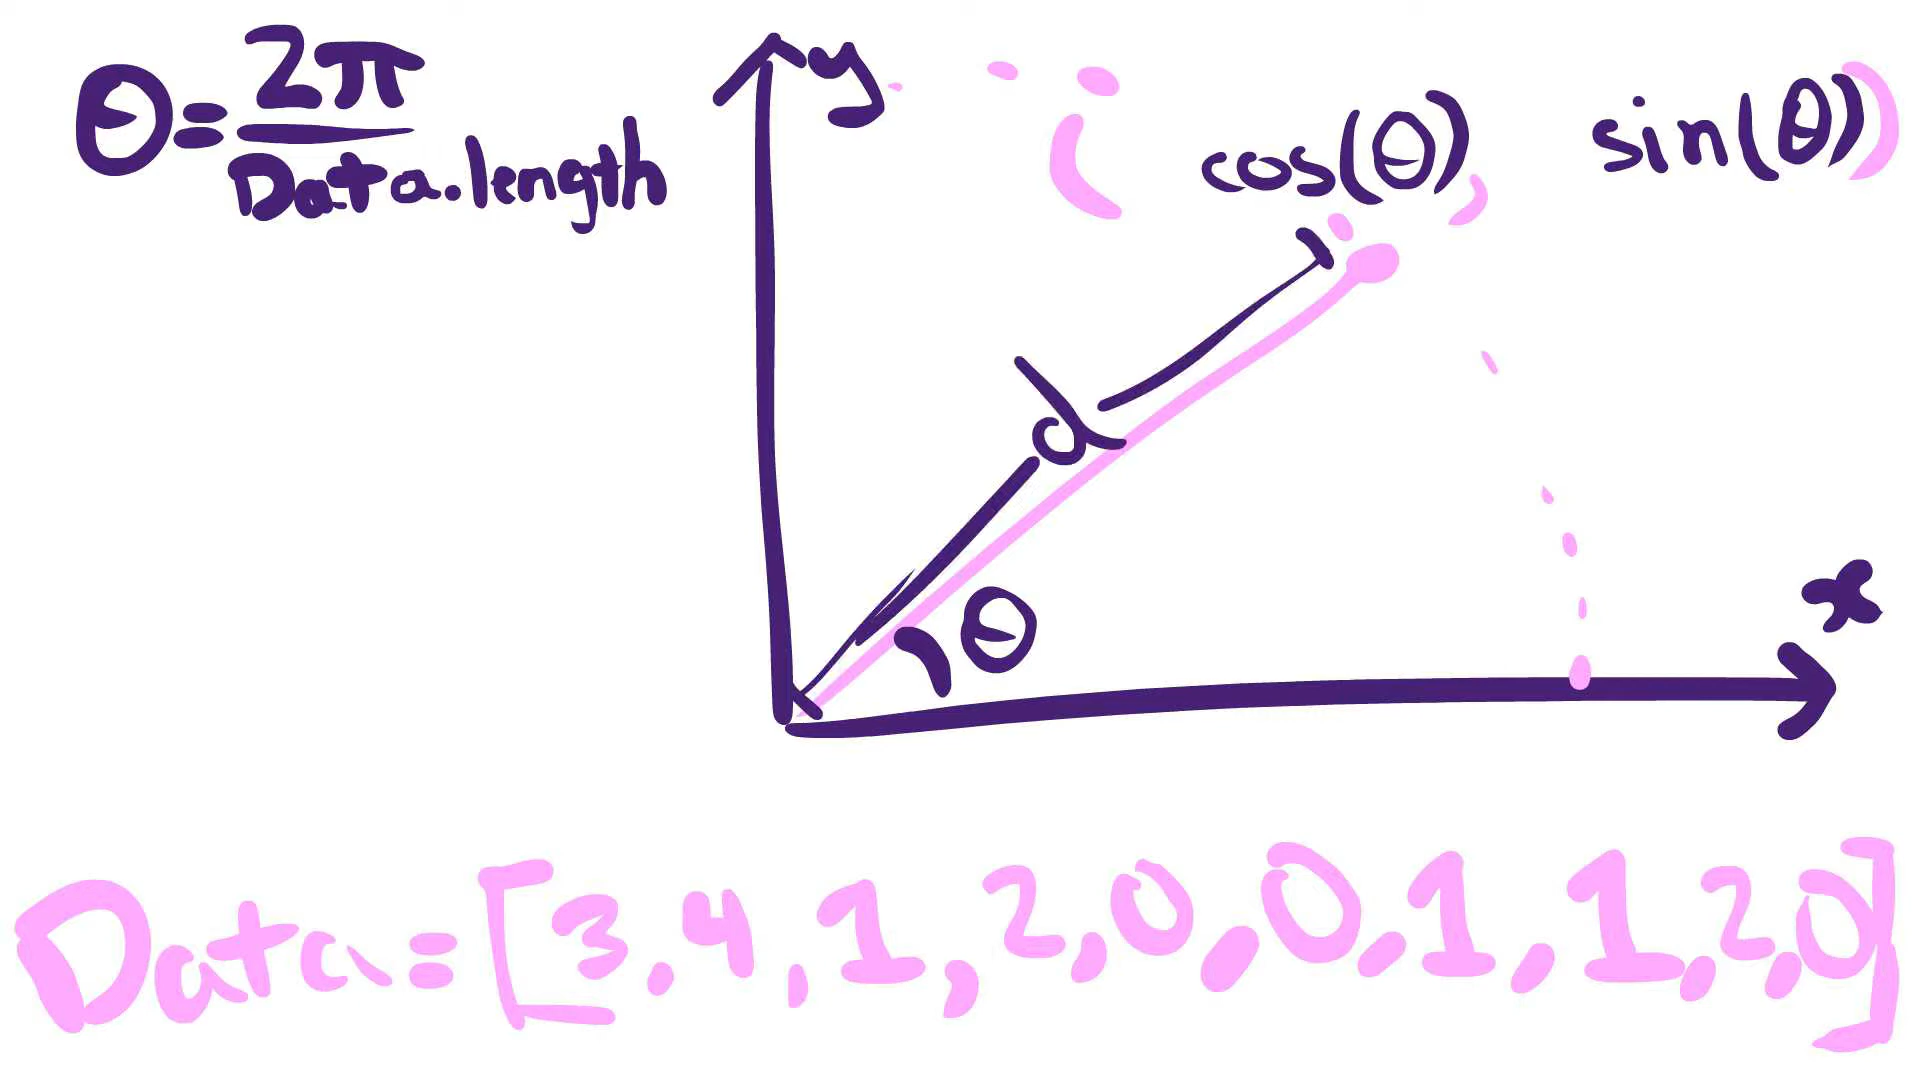 θ = 2π
Data.length
y
( cos(θ), sin(θ))
d
θ
x
Data=[3,4,1,2,0,0,1,1,2,0]